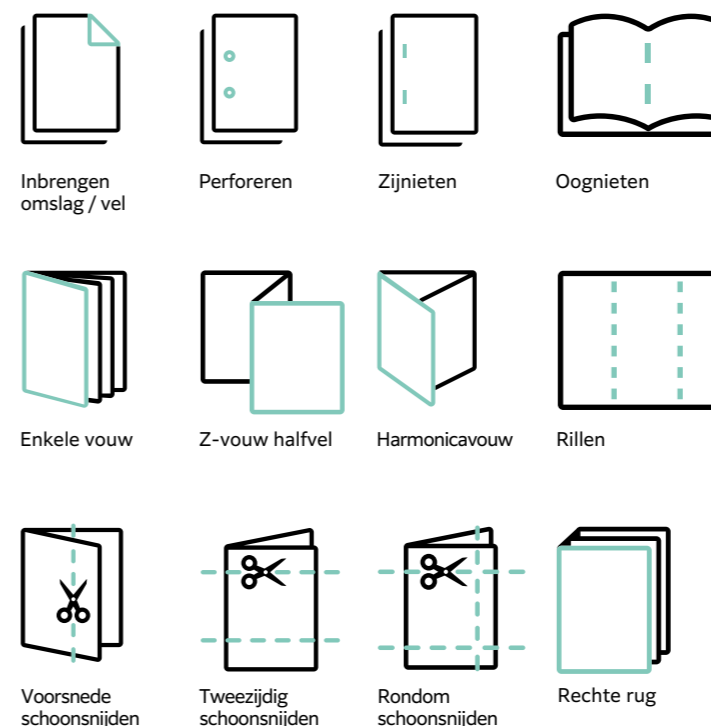 Inbrengen
omslag / vel
Perforeren
Zijnieten
Oognieten
Enkele vouw
Z-vouw halfvel
Harmonicavouw
Rillen
Voorsnede
schoonsnijden
Tweezijdig
schoonsnijden
Rondom
schoonsnijden
Rechte rug